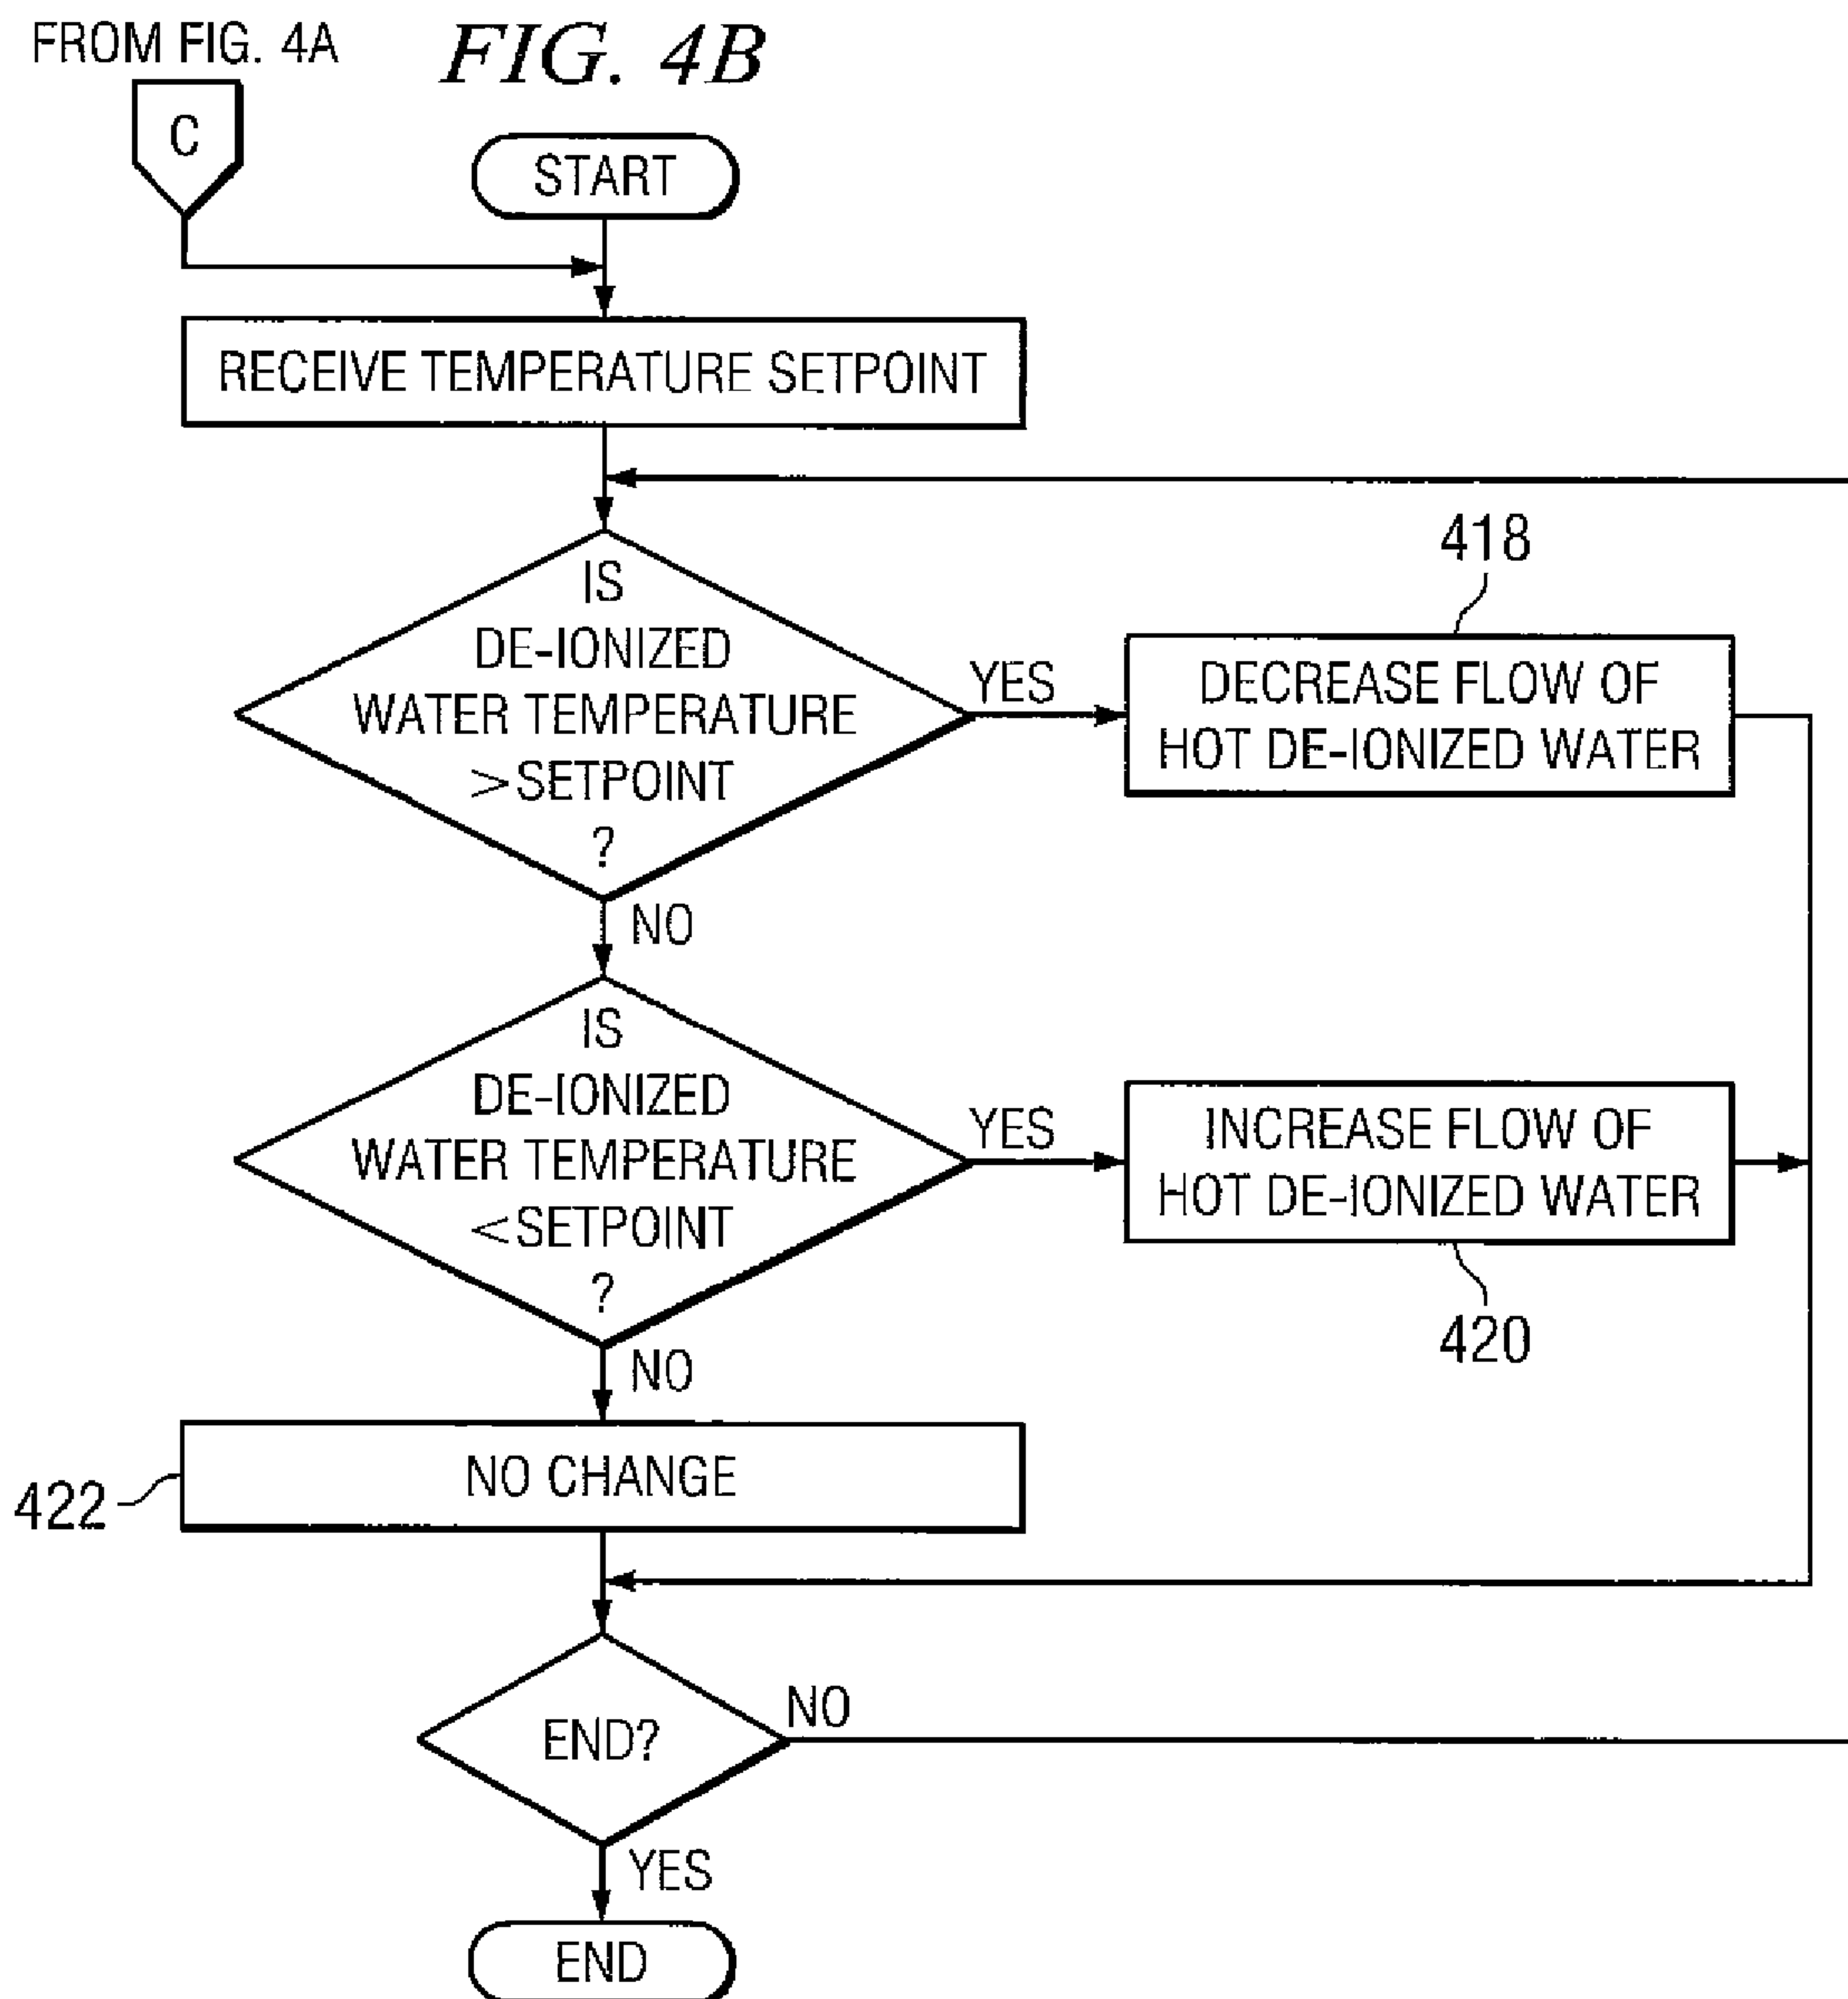 FROM FIG. 4A
FIG. 4B
C
START
RECEIVE TEMPERATURE SETPOINT
IS
DE-IONIZED
WATER TEMPERATURE
>SETPOINT
?
YES
418
DECREASE FLOW OF
HOT DE-IONIZED WATER
NO
IS
DE-IONIZED
WATER TEMPERATURE
<SETPOINT
?
YES
INCREASE FLOW OF
HOT DE-IONIZED WATER
420
NO
422
NO CHANGE
END?
NO
YES
END